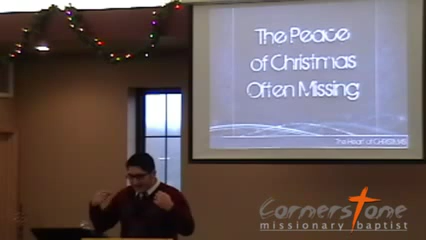 The Peace
of Christmas
Often Missing
The Heart of CHRISTMAS
Cornerstone
missionary baptist